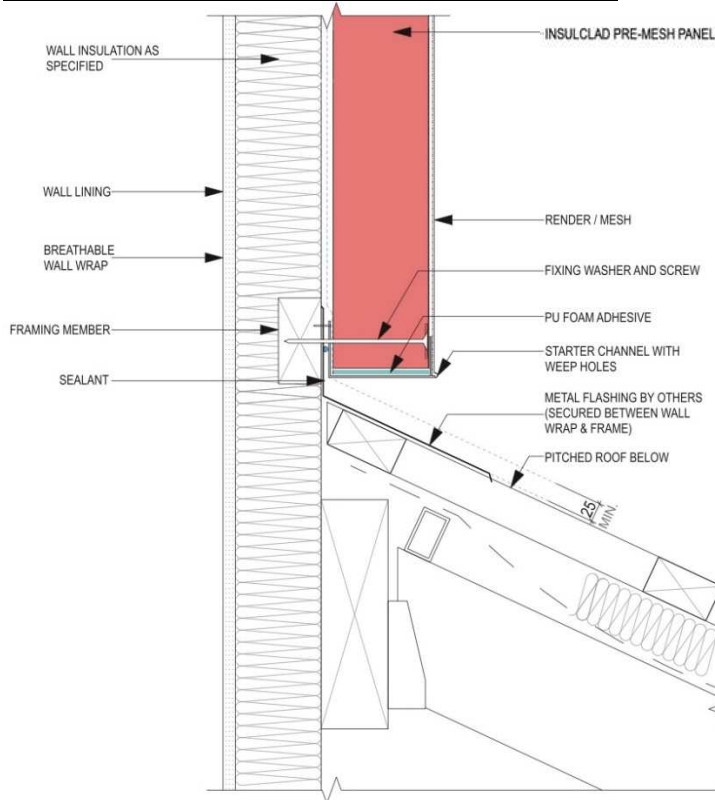 WALL INSULATION AS
SPECIFIED
WALL LINING
BREATHABLE
WALL WRAP
FRAMING MEMBER
SEALANT
INSULCLAD PRE-MESH PANEL
RENDER / MESH
FIXING WASHER AND SCREW
PU FOAM ADHESIVE
STARTER CHANNEL WITH
WEEP HOLES
METAL FLASHING BY OTHERS
(SECURED BETWEEN WALL
WRAP & FRAME)
PITCHED ROOF BELOW
25
MIN.